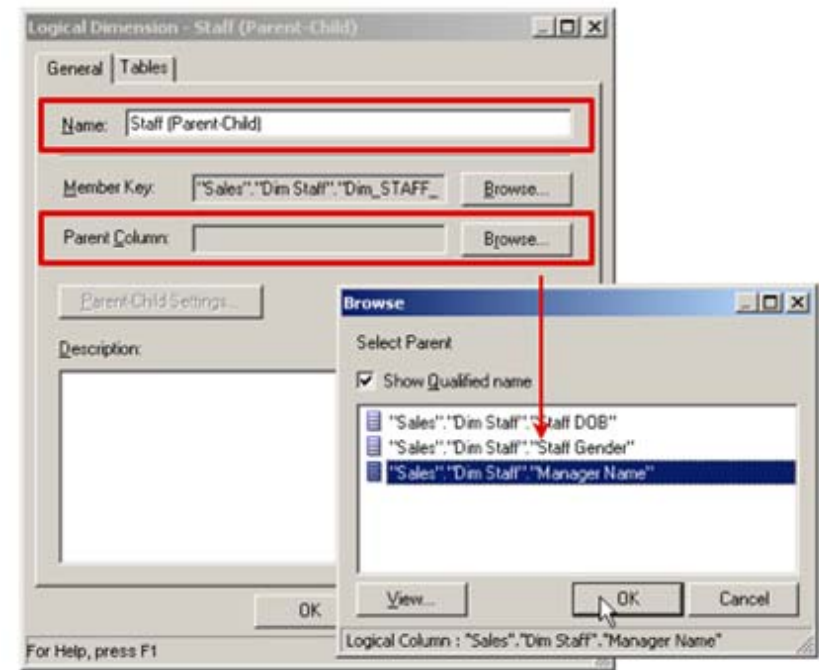 Logical Dimension - Staff (Parent-Child)
General Tables
Name: Staff (Parent-Child)
Member Key: "Sales"."Dim Staff"."Dim_STAFF_ Browse...
Parent Column: Browse...
Parent-Child Settings...
Description:
OK
For Help, press F1
Browse
Select Parent
Show Qualified name
"Sales"."Dim Staff"."Staff DOB"
"Sales"."Dim Staff"."Staff Gender"
"Sales"."Dim Staff"."Manager Name"
View... OK Cancel
Logical Column : "Sales"."Dim Staff"."Manager Name"